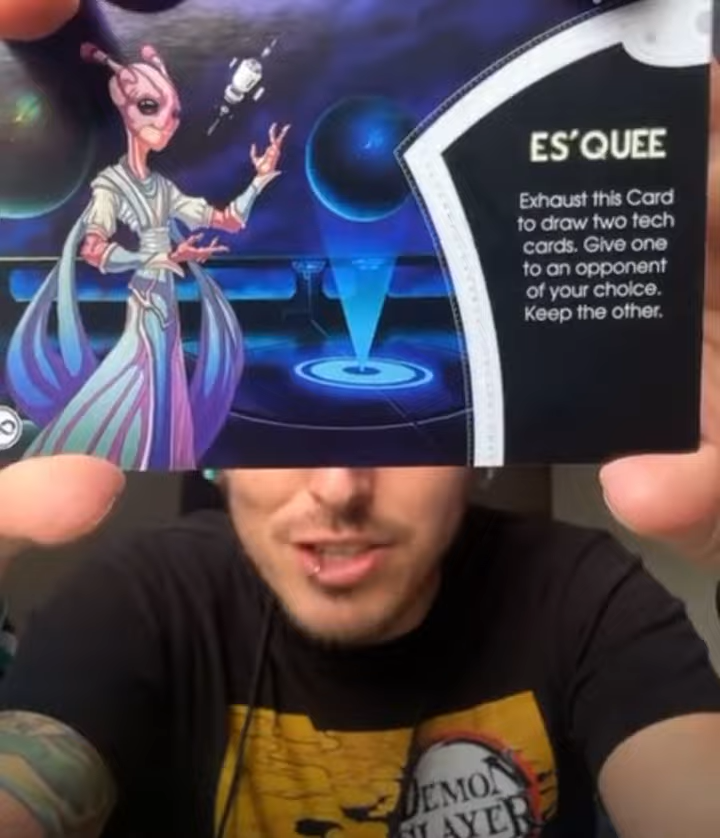 ES'QUEE
Exhaust this Card
to draw two tech
cards. Give one
to an opponent
of your choice.
Keep the other.
DEMON
SLAYER